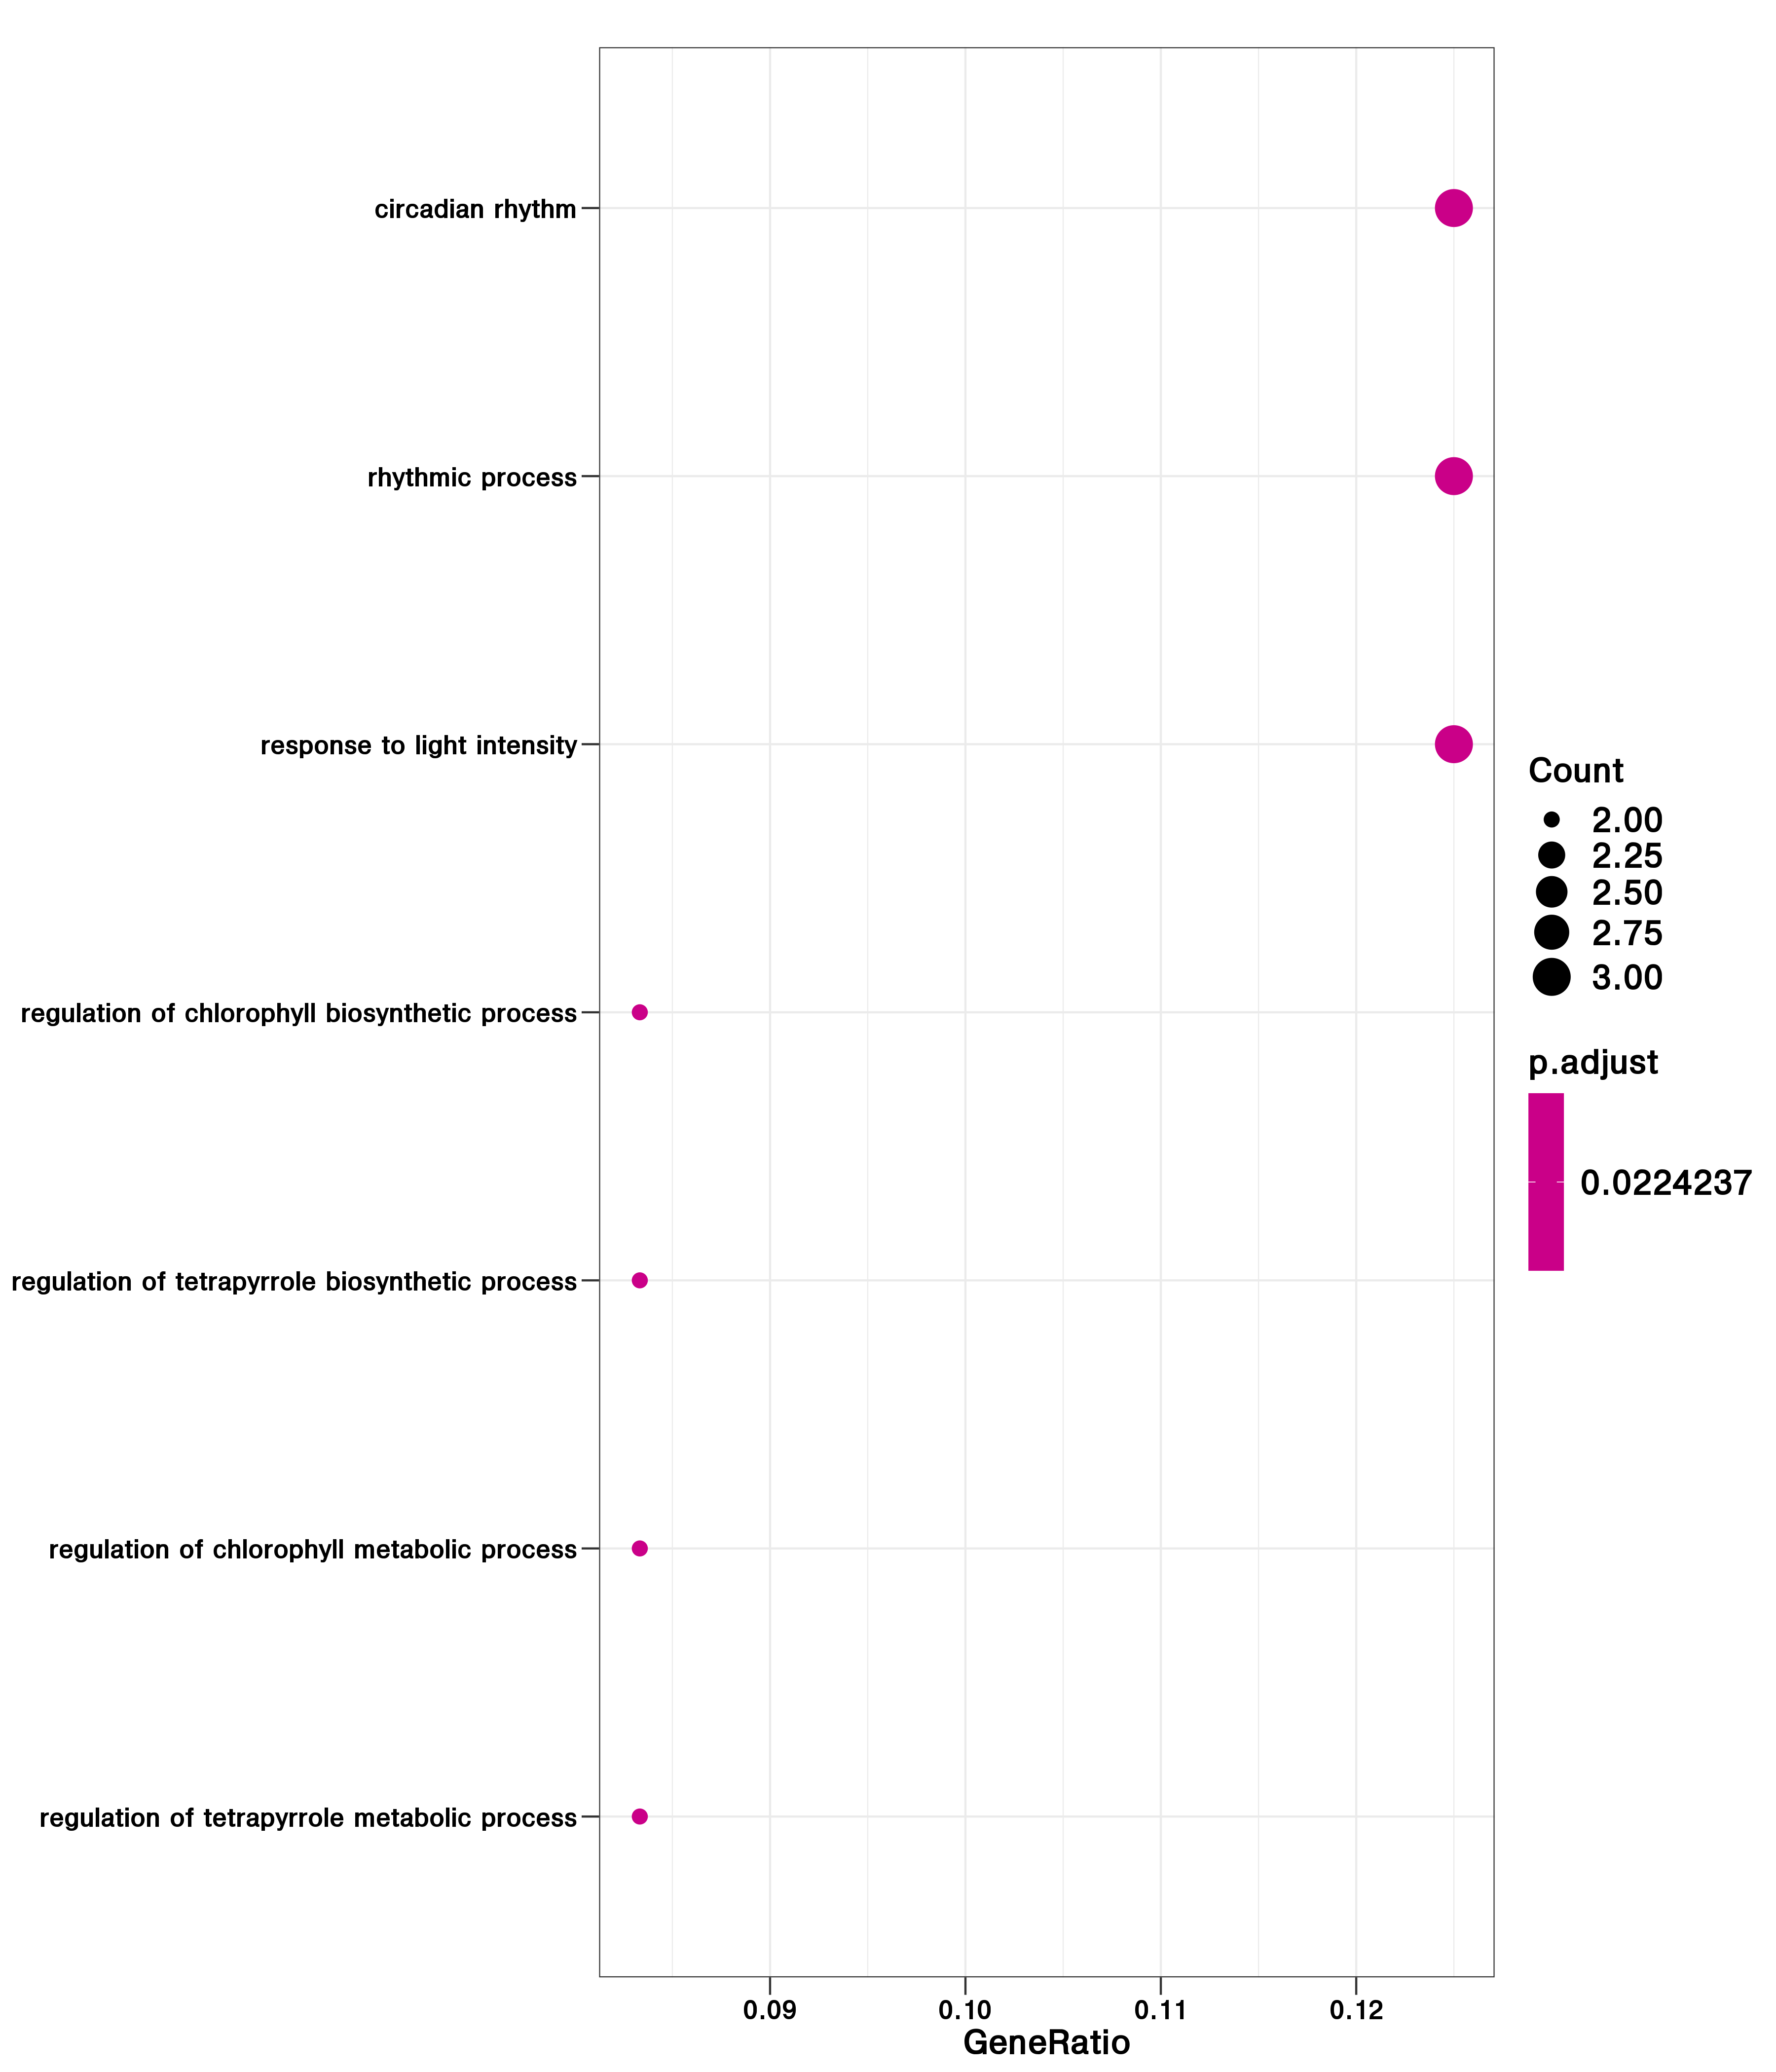 circadian rhythm
rhythmic process
response to light intensity
regulation of chlorophyll biosynthetic process
regulation of tetrapyrrole biosynthetic process
regulation of chlorophyll metabolic process
regulation of tetrapyrrole metabolic process
0.09 0.10 0.11 0.12
GeneRatio
Count
2.00
2.25
2.50
2.75
3.00
p.adjust
0.0224237